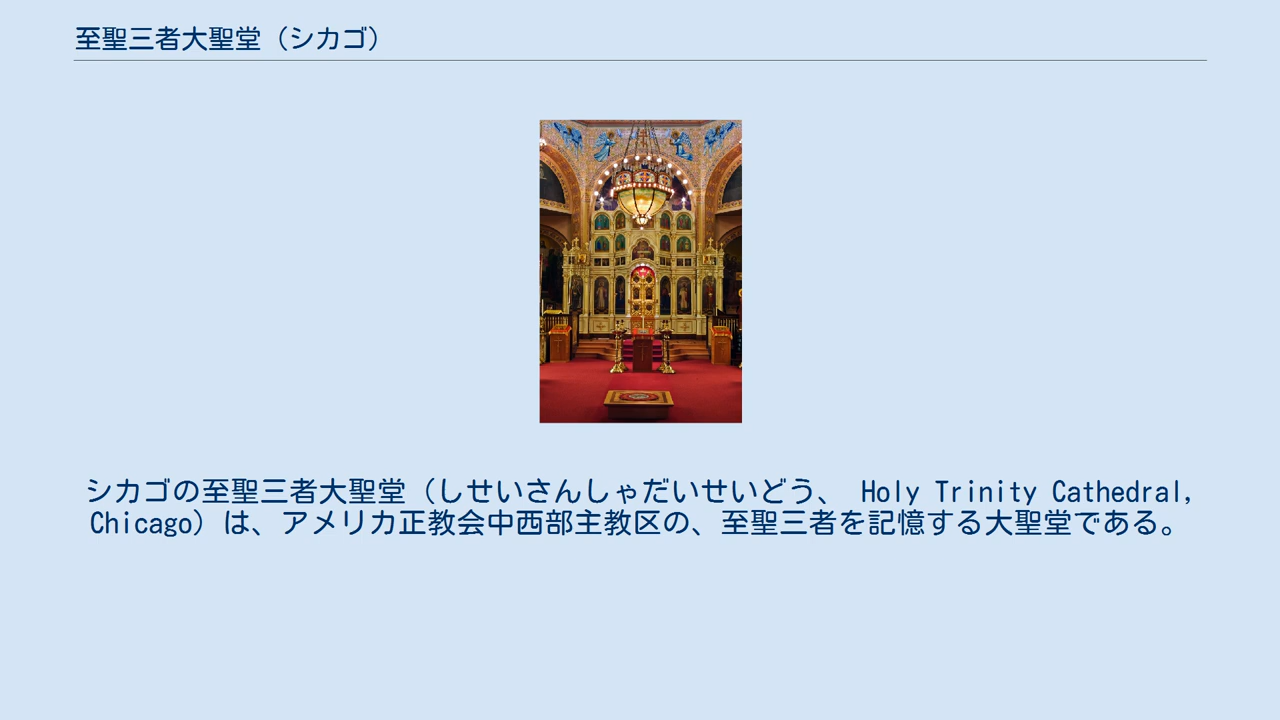 至聖三者大聖堂（シカゴ）
シカゴの至聖三者大聖堂（しせいさんしゃだいせいどう、 Holy Trinity Cathedral,
Chicago）は、アメリカ正教会中西部主教区の、至聖三者を記憶する大聖堂である。